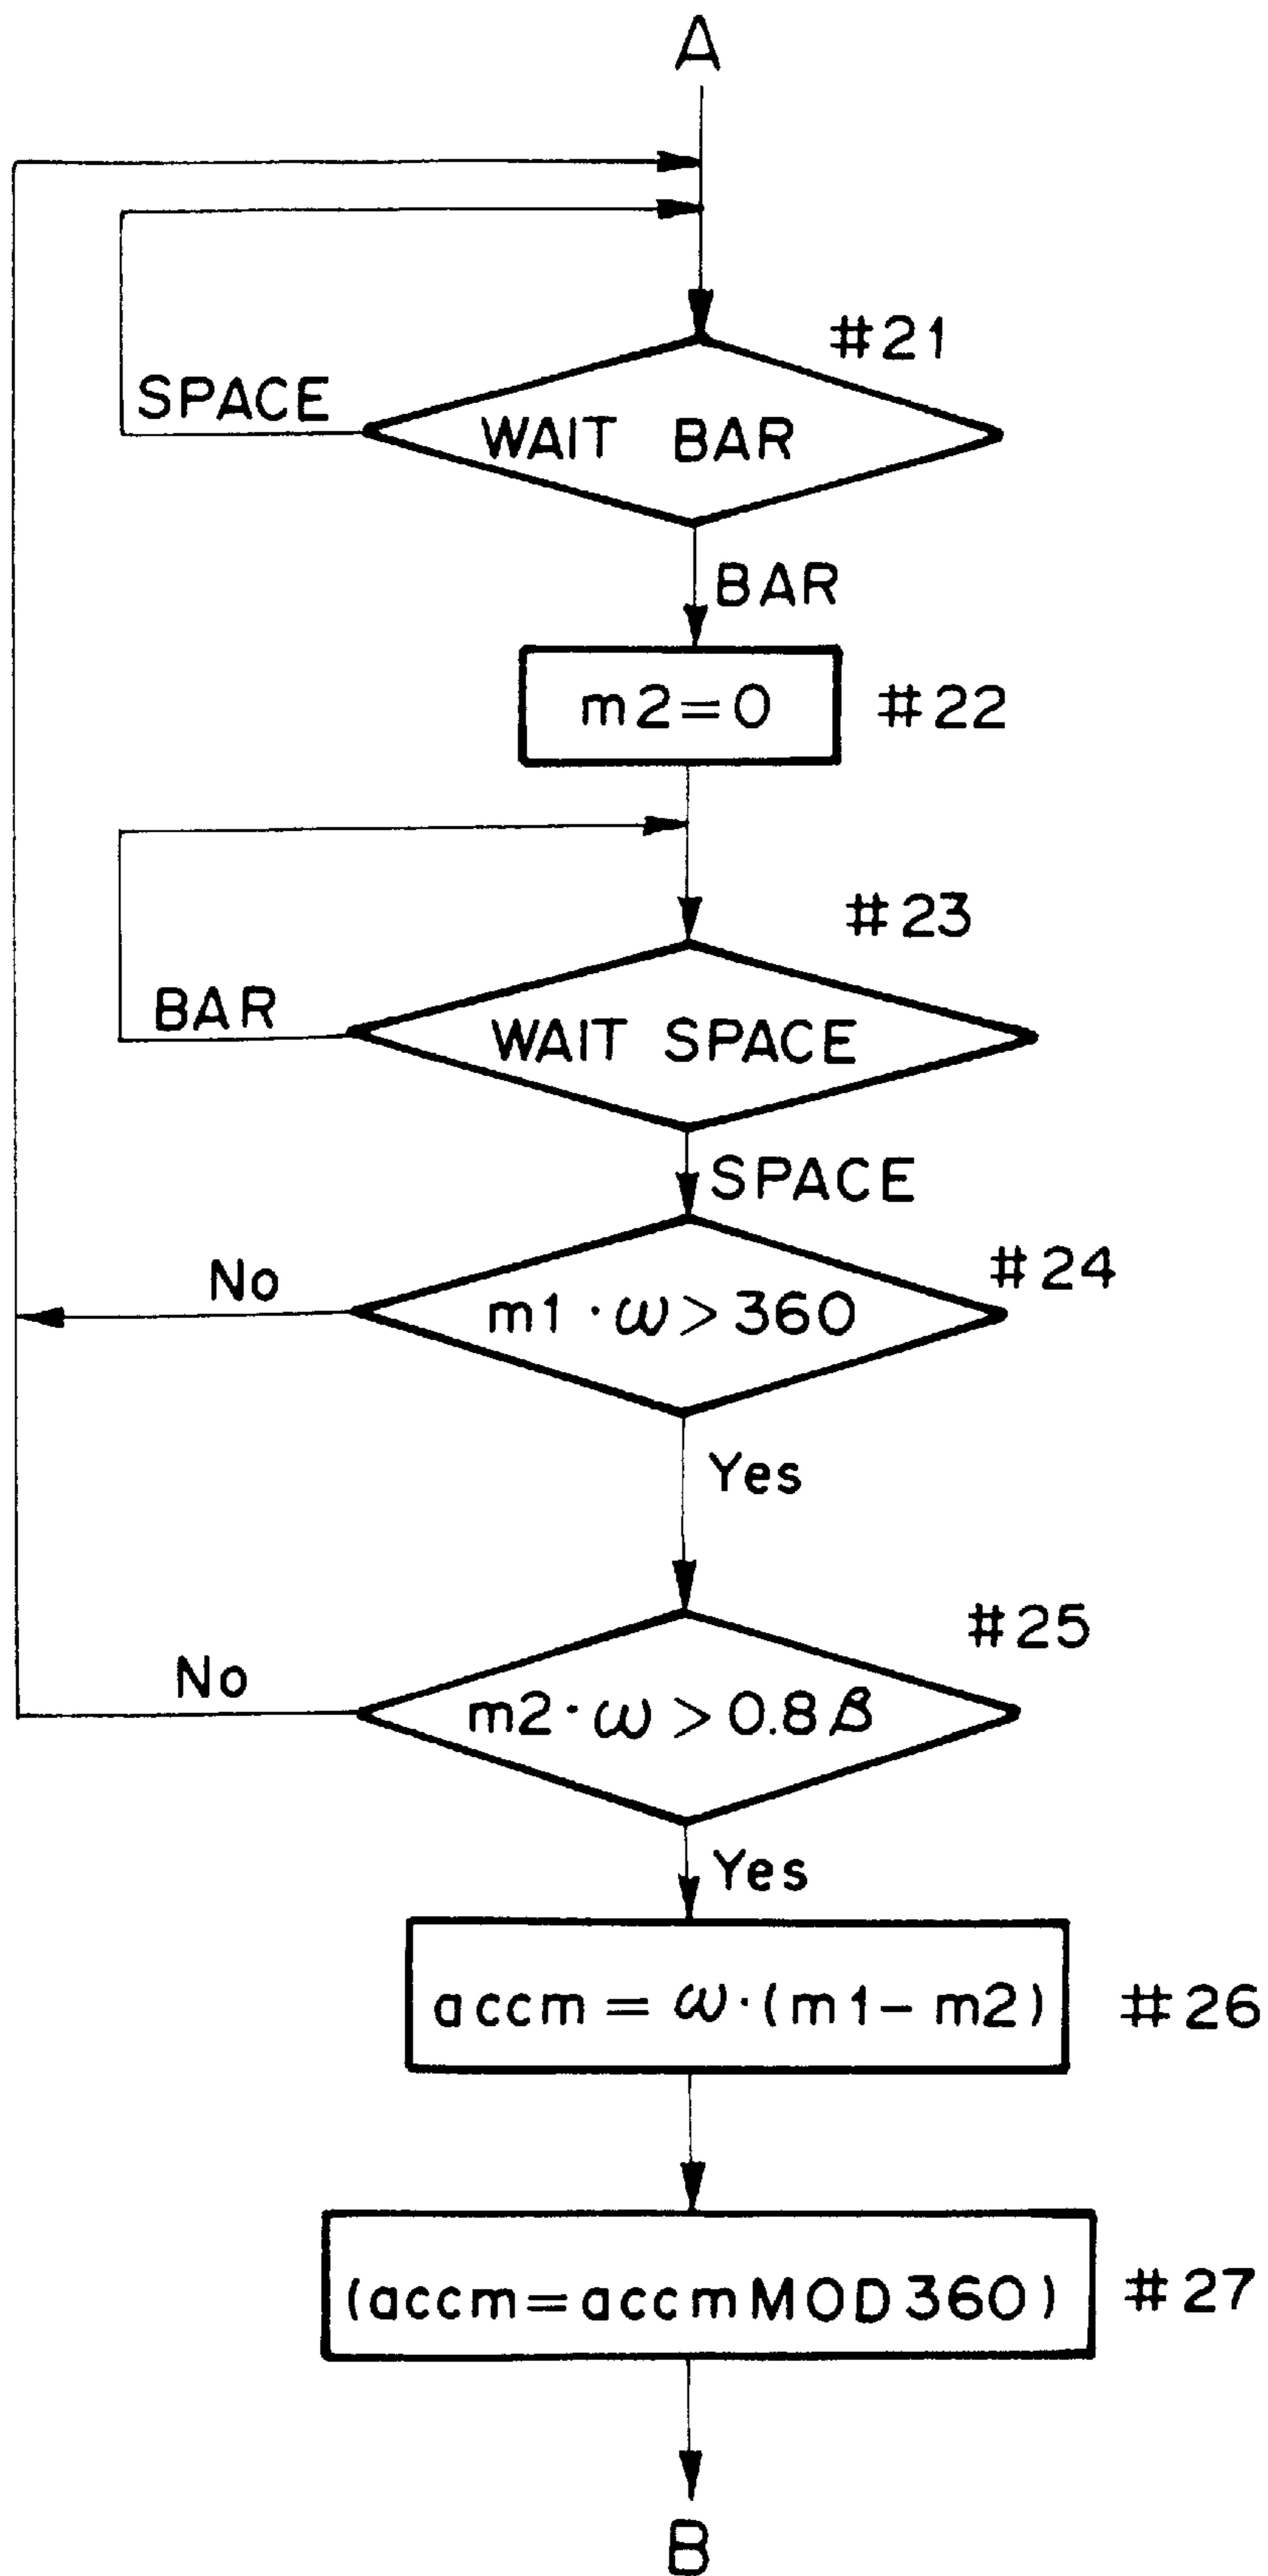 A
#21
SPACE
WAIT BAR
BAR
m2=0 #22
#23
BAR
WAIT SPACE
SPACE
#24
No
m1·ω>360
Yes
#25
No
m2·ω>0.8β
Yes
accm=ω·(m1-m2) #26
(accm=accmMOD360) #27
B